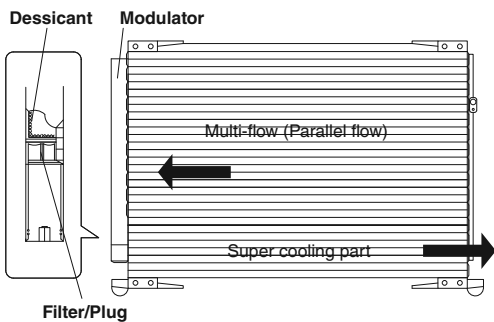 Dessicant
Modulator
Multi-flow (Parallel flow)
Super cooling part
Filter/Plug